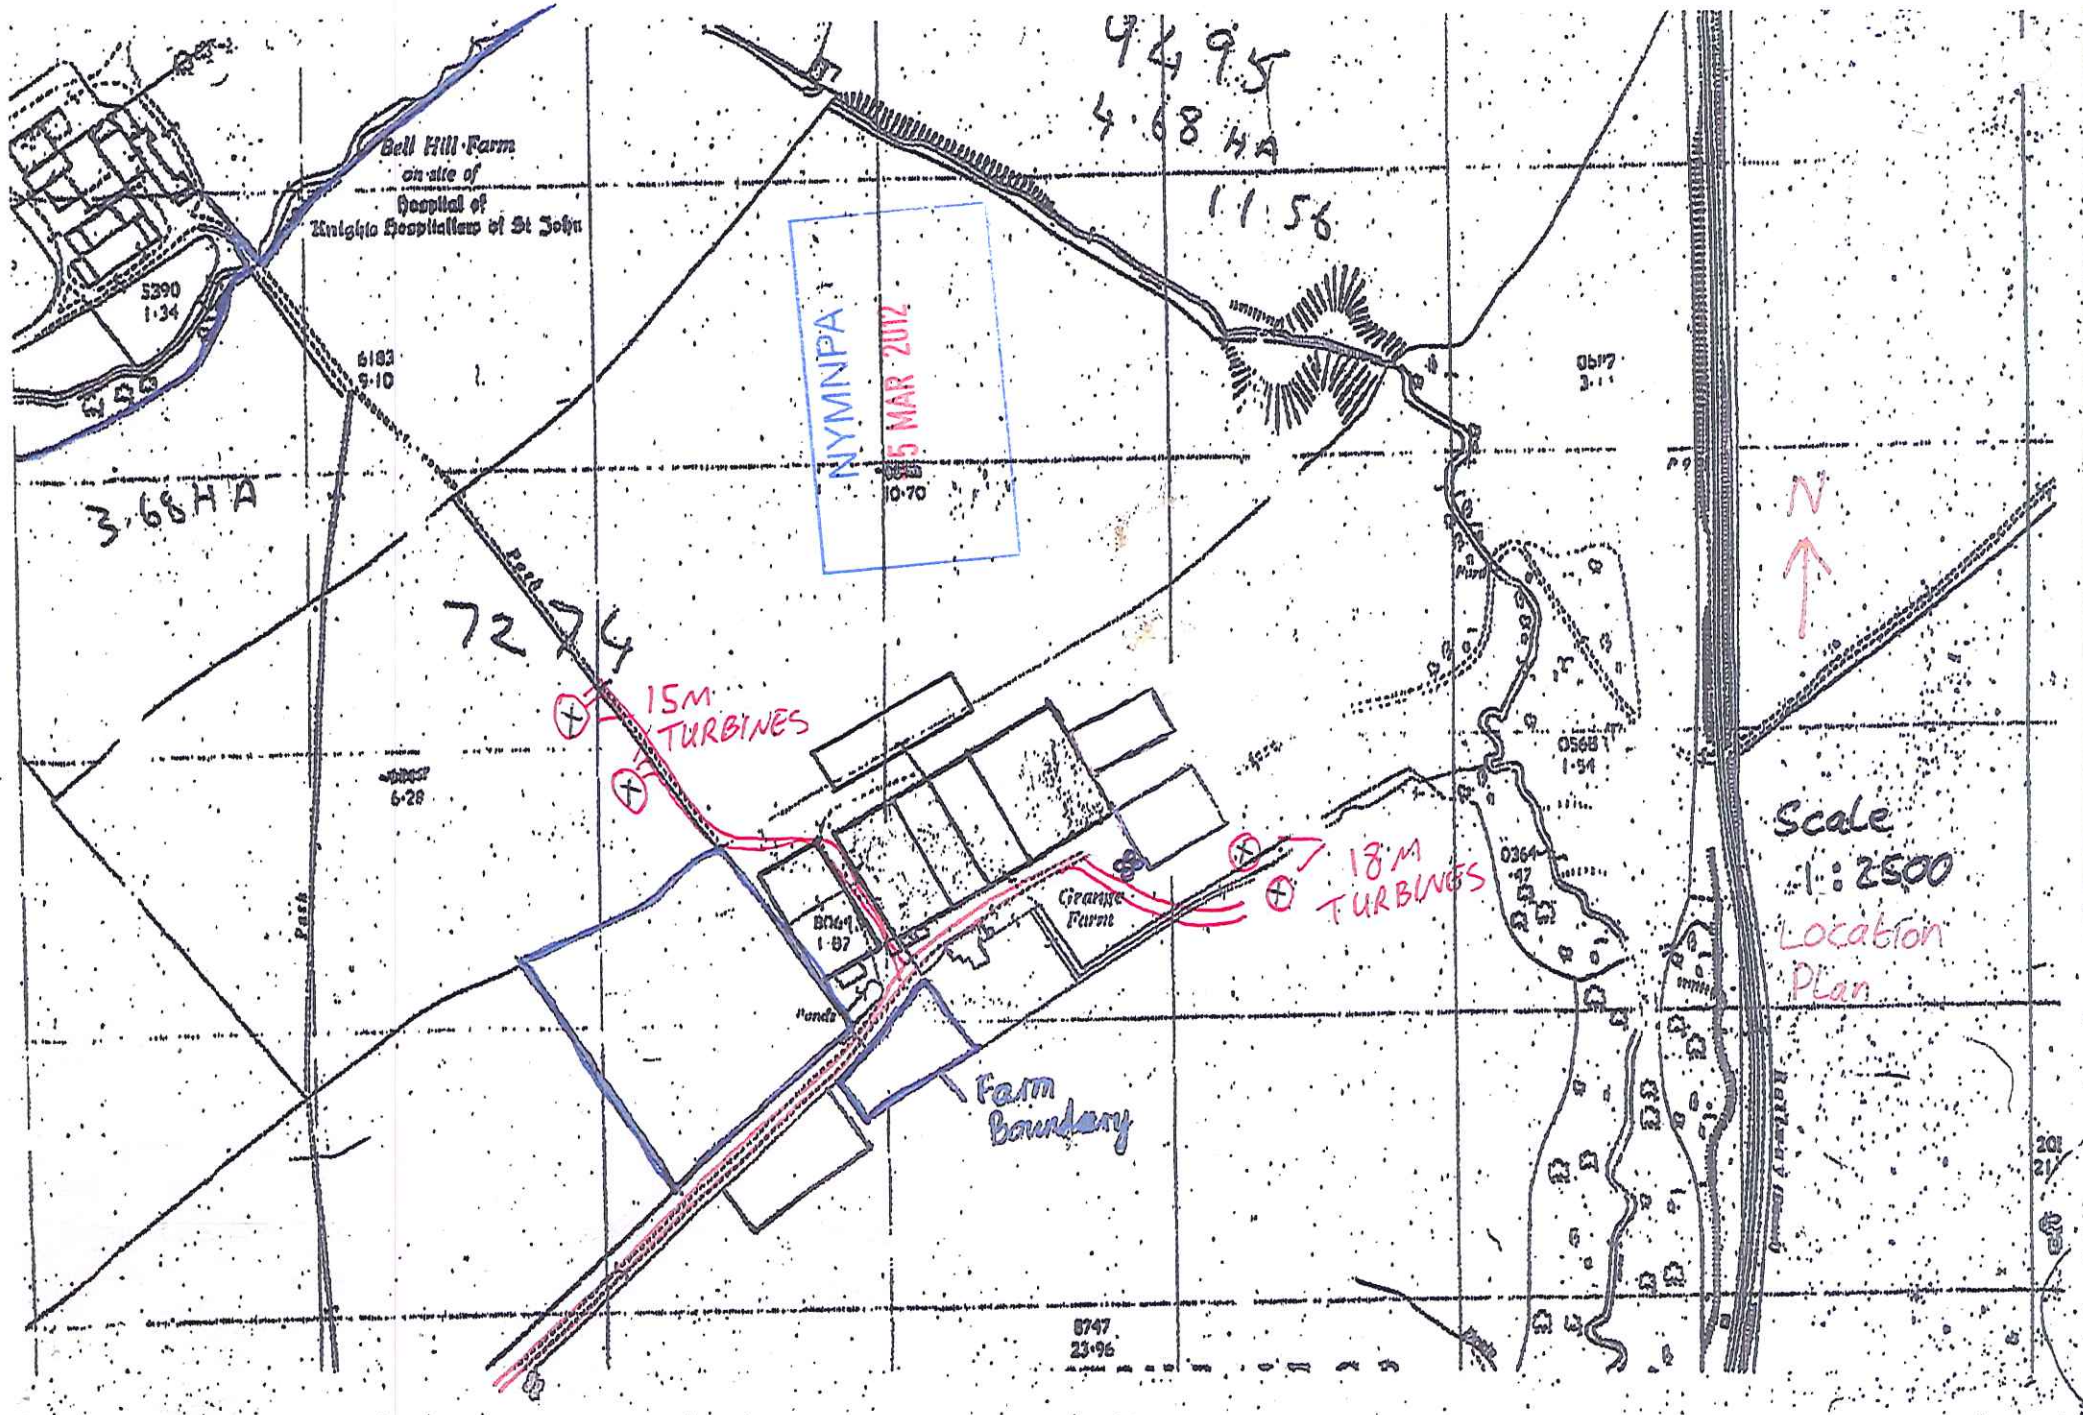 Bell Hill Farm
on site of
Hospital of
Knights Hospitallers of St John
5390
1·34
6183
9·10
3.68 HA
4.68 HA
11.56
NYMNPA
15 MAR 2012
10·70
Path
7274
15M
TURBINES
6·28
Path
8069
1·87
Ponds
Grange
Farm
18M
TURBINES
Farm
Boundary
Ford
0568
1·54
0364
·47
N
Scale
1:2500
Location
Plan
Railway
8747
23·96